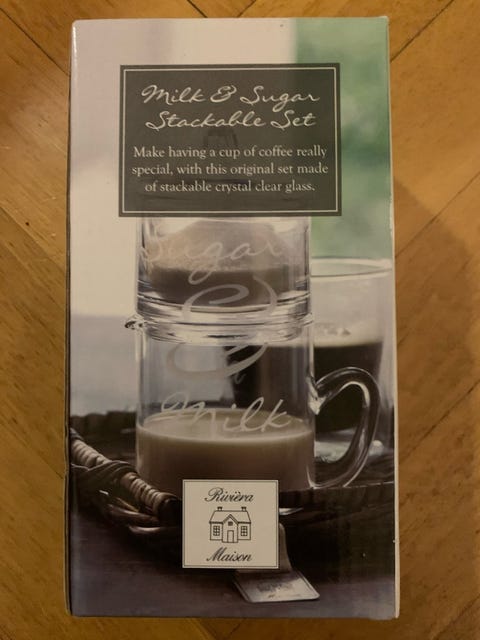 Milk & Sugar
Stackable Set
Make having a cup of coffee really
special, with this original set made
of stackable crystal clear glass.
Sugar
&
Milk
Rivièra
Maison